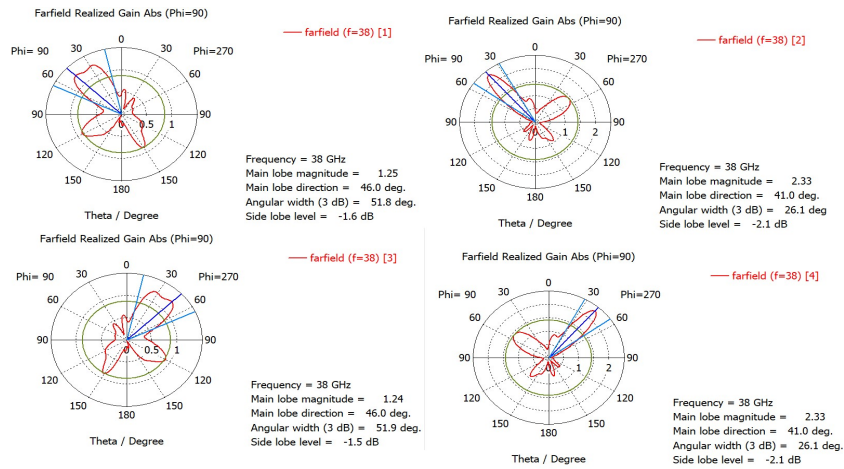 Farfield Realized Gain Abs (Phi=90)
farfield (f=38) [1]
0
30
30
Phi= 90
Phi=270
60
60
90
0
0.5
1
90
120
120
150
150
180
Theta / Degree
Frequency = 38 GHz
Main lobe magnitude = 1.25
Main lobe direction = 46.0 deg.
Angular width (3 dB) = 51.8 deg.
Side lobe level = -1.6 dB
Farfield Realized Gain Abs (Phi=90)
farfield (f=38) [2]
0
30
30
Phi= 90
Phi=270
60
60
90
0
1
2
90
120
120
150
150
180
Theta / Degree
Frequency = 38 GHz
Main lobe magnitude = 2.33
Main lobe direction = 41.0 deg.
Angular width (3 dB) = 26.1 deg
Side lobe level = -2.1 dB
Farfield Realized Gain Abs (Phi=90)
farfield (f=38) [3]
0
30
30
Phi= 90
Phi=270
60
60
90
0
0.5
1
90
120
120
150
150
180
Theta / Degree
Frequency = 38 GHz
Main lobe magnitude = 1.24
Main lobe direction = 46.0 deg.
Angular width (3 dB) = 51.9 deg.
Side lobe level = -1.5 dB
Farfield Realized Gain Abs (Phi=90)
farfield (f=38) [4]
0
30
30
Phi= 90
Phi=270
60
60
90
0
1
2
90
120
120
150
150
180
Theta / Degree
Frequency = 38 GHz
Main lobe magnitude = 2.33
Main lobe direction = 41.0 deg.
Angular width (3 dB) = 26.1 deg.
Side lobe level = -2.1 dB